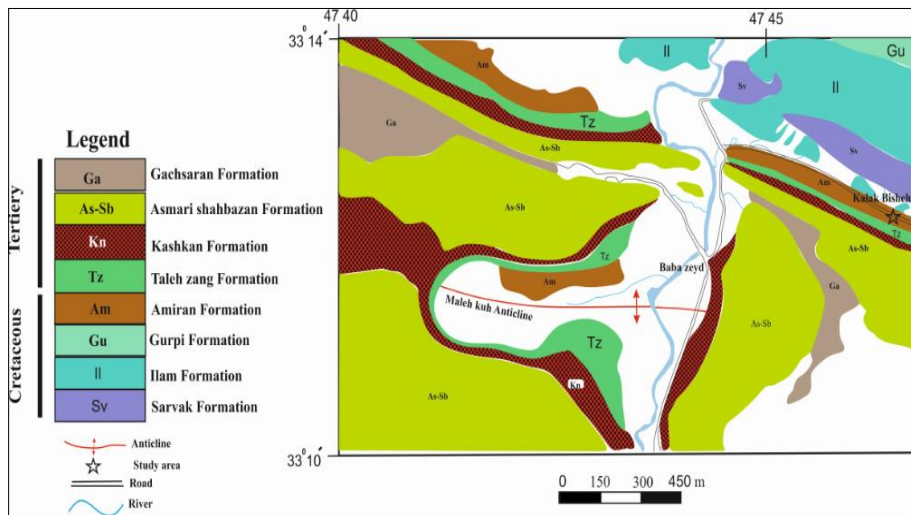 47 40
47 45
33° 14′
Il
Gu
Am
Sv
Il
Tz
Ga
As-Sb
Sv
Am
Kalak Bisheh
Tz
As-Sb
As-Sb
Tz
Baba zeyd
Ga
Am
Maleh kuh Anticline
As-Sb
Tz
Kn
As-Sb
33° 10′
0 150 300 450 m
Legend
Tertiery
Cretaceous
Ga Gachsaran Formation
As-Sb Asmari shahbazan Formation
Kn Kashkan Formation
Tz Taleh zang Formation
Am Amiran Formation
Gu Gurpi Formation
Il Ilam Formation
Sv Sarvak Formation
Anticline
Study area
Road
River